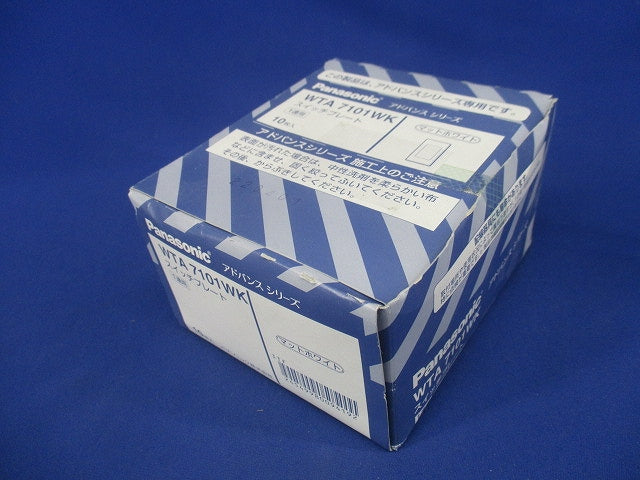 この製品は、アドバンスシリーズ専用です。
Panasonic アドバンス シリーズ
WTA 7101WK
スイッチプレート
1連用
10枚入
マットホワイト
アドバンスシリーズ 施工上のご注意
表面が汚れた場合は、中性洗剤を柔らかい布
などに含ませ、固く絞ってふいてください。
その後、からぶきしてください。
Panasonic
アドバンス シリーズ
WTA 7101WK
スイッチプレート
1連用
マットホワイト
Panasonic
WTA 7101WK